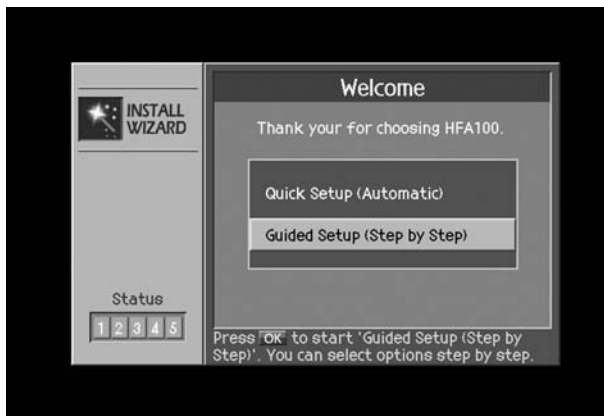 Welcome
INSTALL
WIZARD
Thank your for choosing HFA100.
Quick Setup (Automatic)
Guided Setup (Step by Step)
Status
1 2 3 4 5
Press OK to start 'Guided Setup (Step by
Step)'. You can select options step by step.